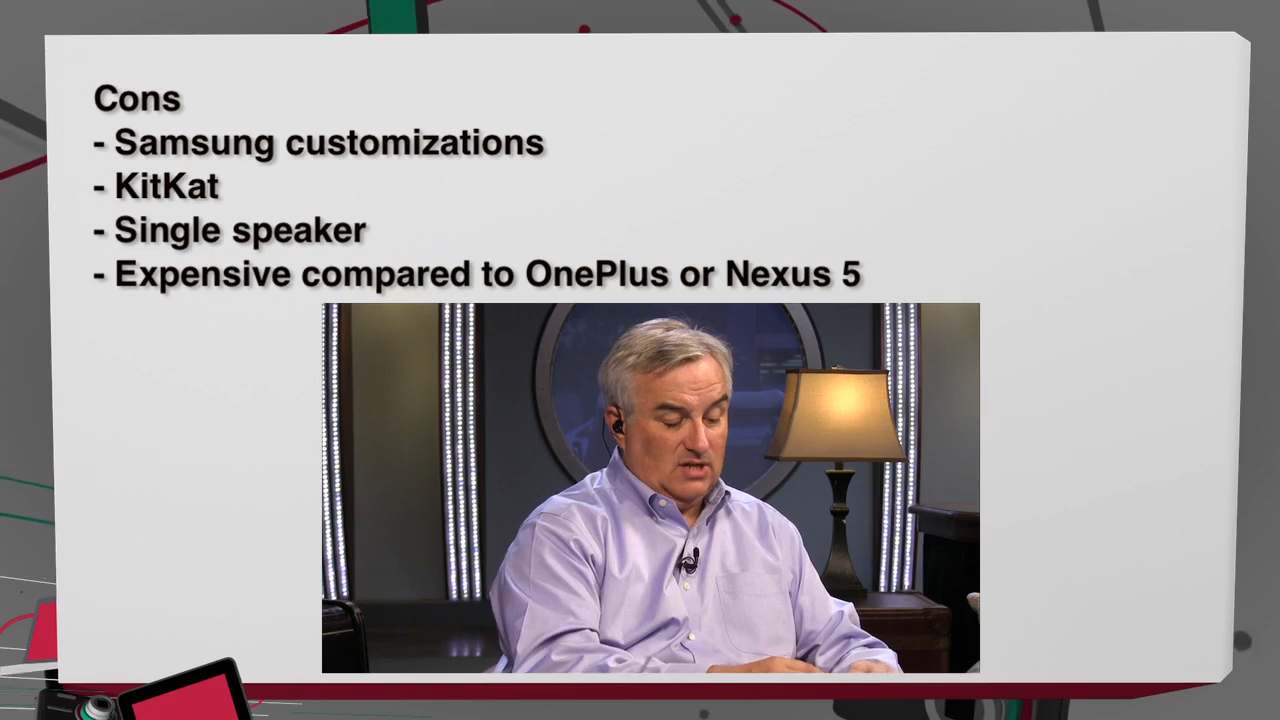 Cons
- Samsung customizations
- KitKat
- Single speaker
- Expensive compared to OnePlus or Nexus 5